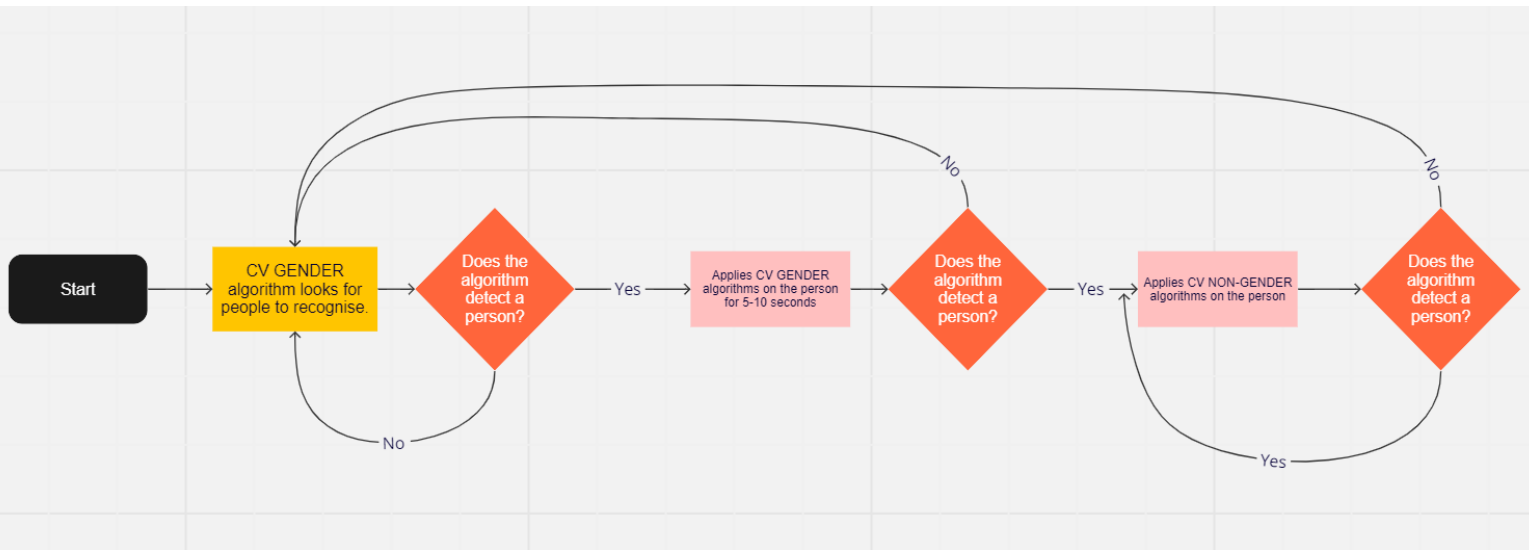 Start
CV GENDER
algorithm looks for
people to recognise.
Does the
algorithm
detect a
person?
No
Yes
Applies CV GENDER
algorithms on the person
for 5-10 seconds
Does the
algorithm
detect a
person?
No
Yes
Applies CV NON-GENDER
algorithms on the person
Does the
algorithm
detect a
person?
No
Yes